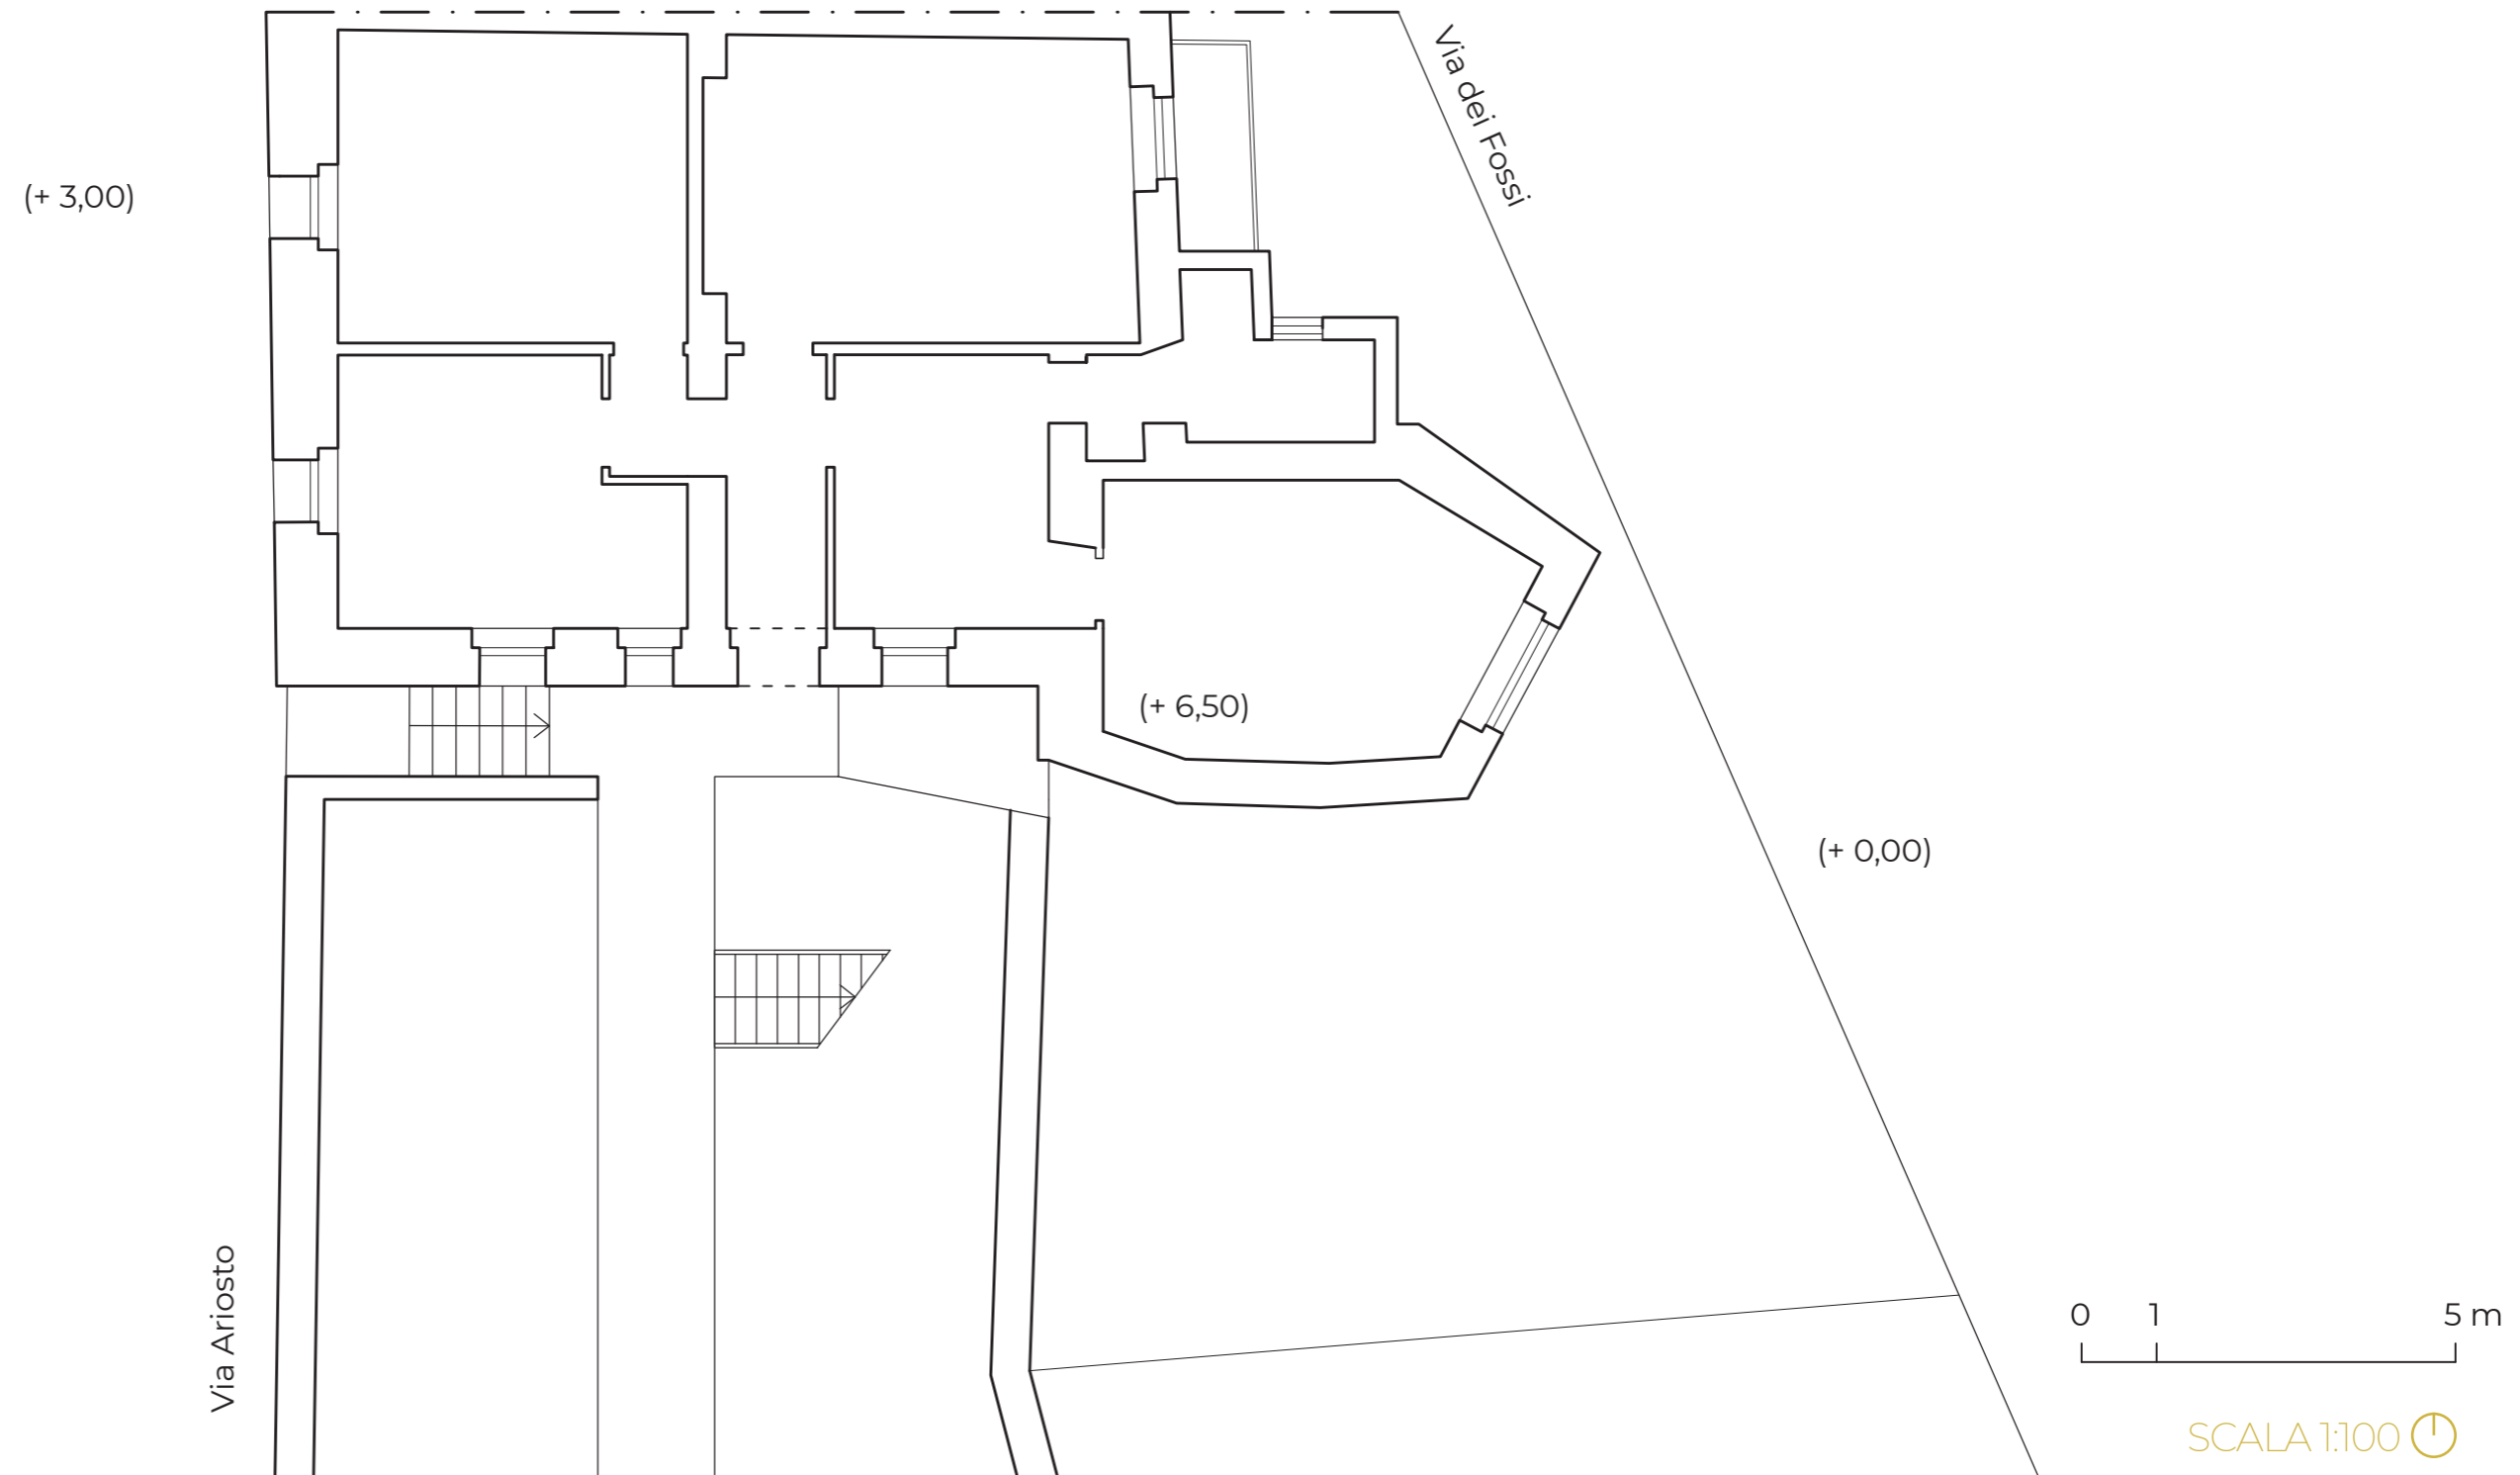 Via dei Fossi
(+ 3,00)
(+ 6,50)
(+ 0,00)
Via Ariosto
0 1 5 m
SCALA 1:100